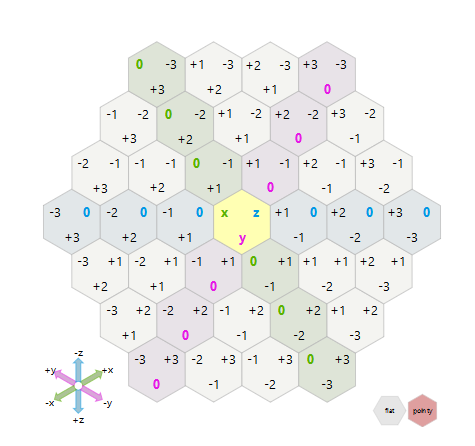 0 -3 +1 -3 +2 -3 +3 -3
+3 +2 +1 0
-1 -2 0 -2 +1 -2 +2 -2 +3 -2
+3 +2 +1 0 -1
-2 -1 -1 -1 0 -1 +1 -1 +2 -1 +3 -1
+3 +2 +1 0 -1 -2
-3 0 -2 0 -1 0 x z +1 0 +2 0 +3 0
+3 +2 +1 y -1 -2 -3
-3 +1 -2 +1 -1 +1 0 +1 +1 +1 +2 +1
+2 +1 0 -1 -2 -3
-3 +2 -2 +2 -1 +2 0 +2 +1 +2
+1 0 -1 -2 -3
-3 +3 -2 +3 -1 +3 0 +3
0 -1 -2 -3
-z
+y +x
-x -y
+z
flat pointy